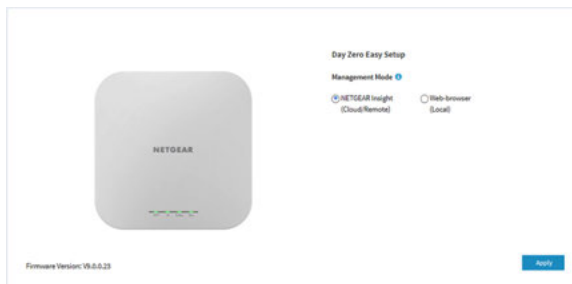 Day Zero Easy Setup
Management Mode
NETGEAR Insight
(Cloud/Remote)
Web-browser
(Local)
NETGEAR
Firmware Version: V9.0.0.23
Apply